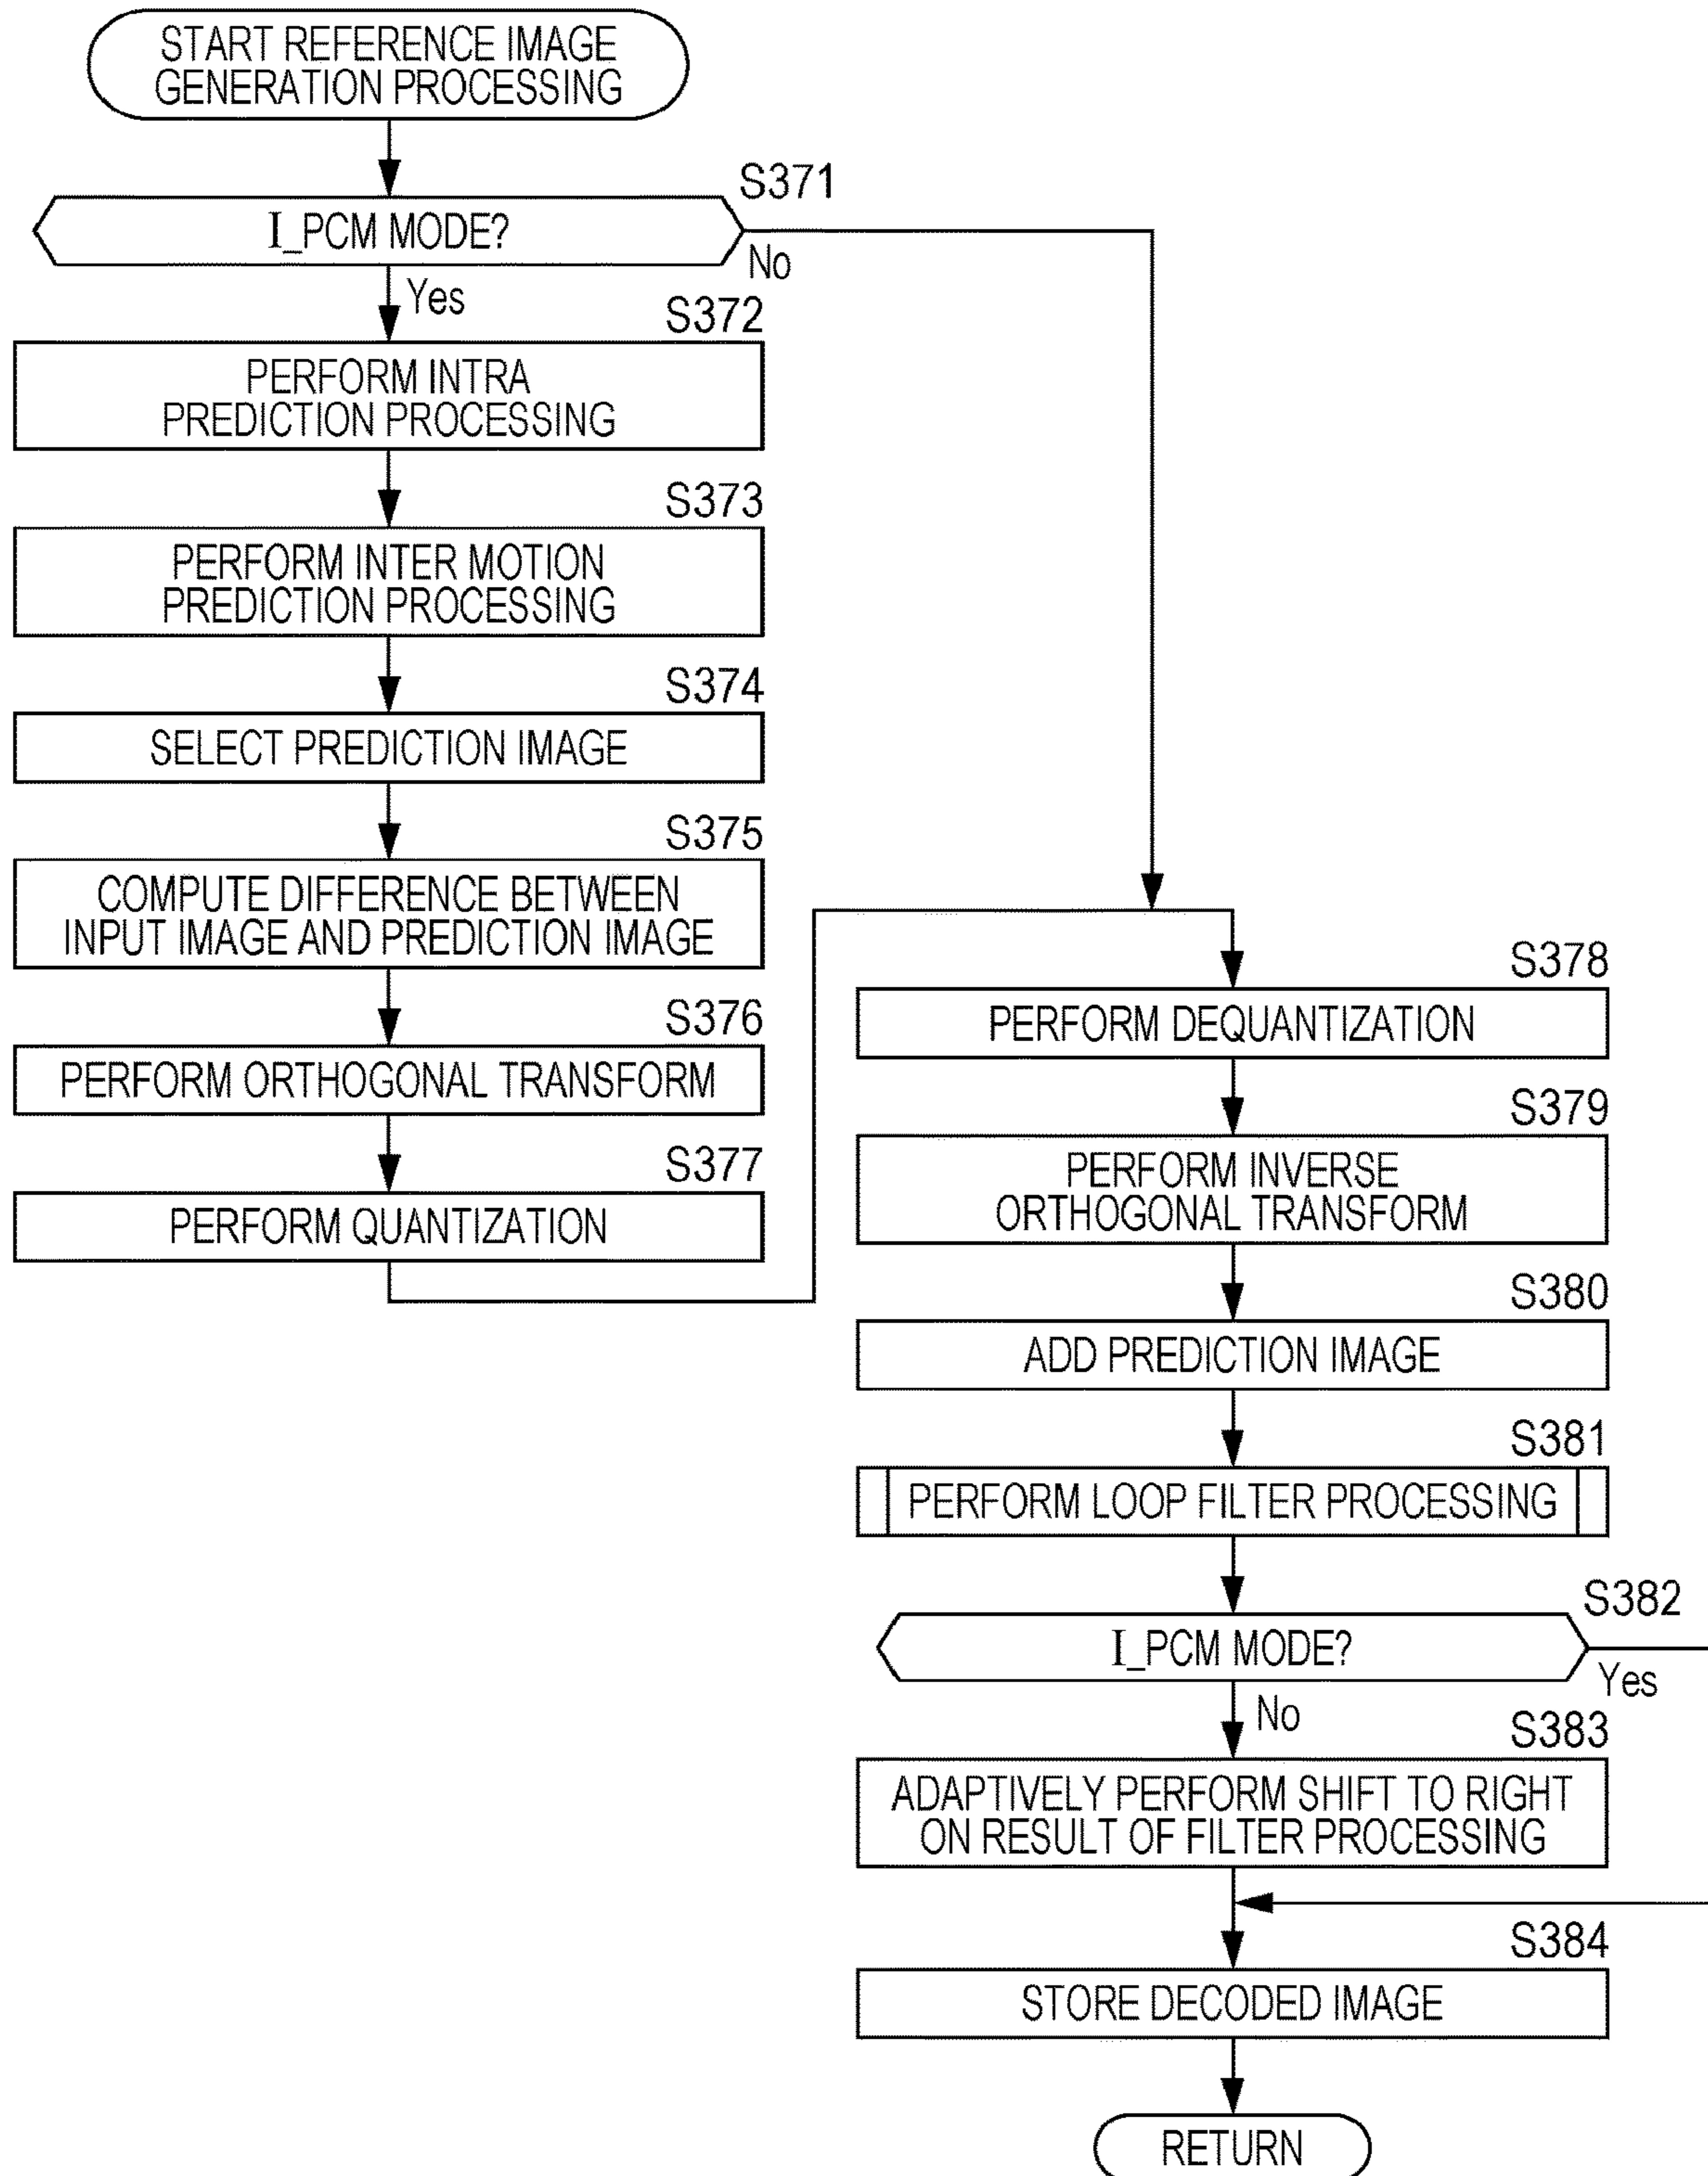 START REFERENCE IMAGE
GENERATION PROCESSING
S371
I_PCM MODE?
No
Yes
S372
PERFORM INTRA
PREDICTION PROCESSING
S373
PERFORM INTER MOTION
PREDICTION PROCESSING
S374
SELECT PREDICTION IMAGE
S375
COMPUTE DIFFERENCE BETWEEN
INPUT IMAGE AND PREDICTION IMAGE
S376
PERFORM ORTHOGONAL TRANSFORM
S377
PERFORM QUANTIZATION
S378
PERFORM DEQUANTIZATION
S379
PERFORM INVERSE
ORTHOGONAL TRANSFORM
S380
ADD PREDICTION IMAGE
S381
PERFORM LOOP FILTER PROCESSING
S382
I_PCM MODE?
Yes
No
S383
ADAPTIVELY PERFORM SHIFT TO RIGHT
ON RESULT OF FILTER PROCESSING
S384
STORE DECODED IMAGE
RETURN